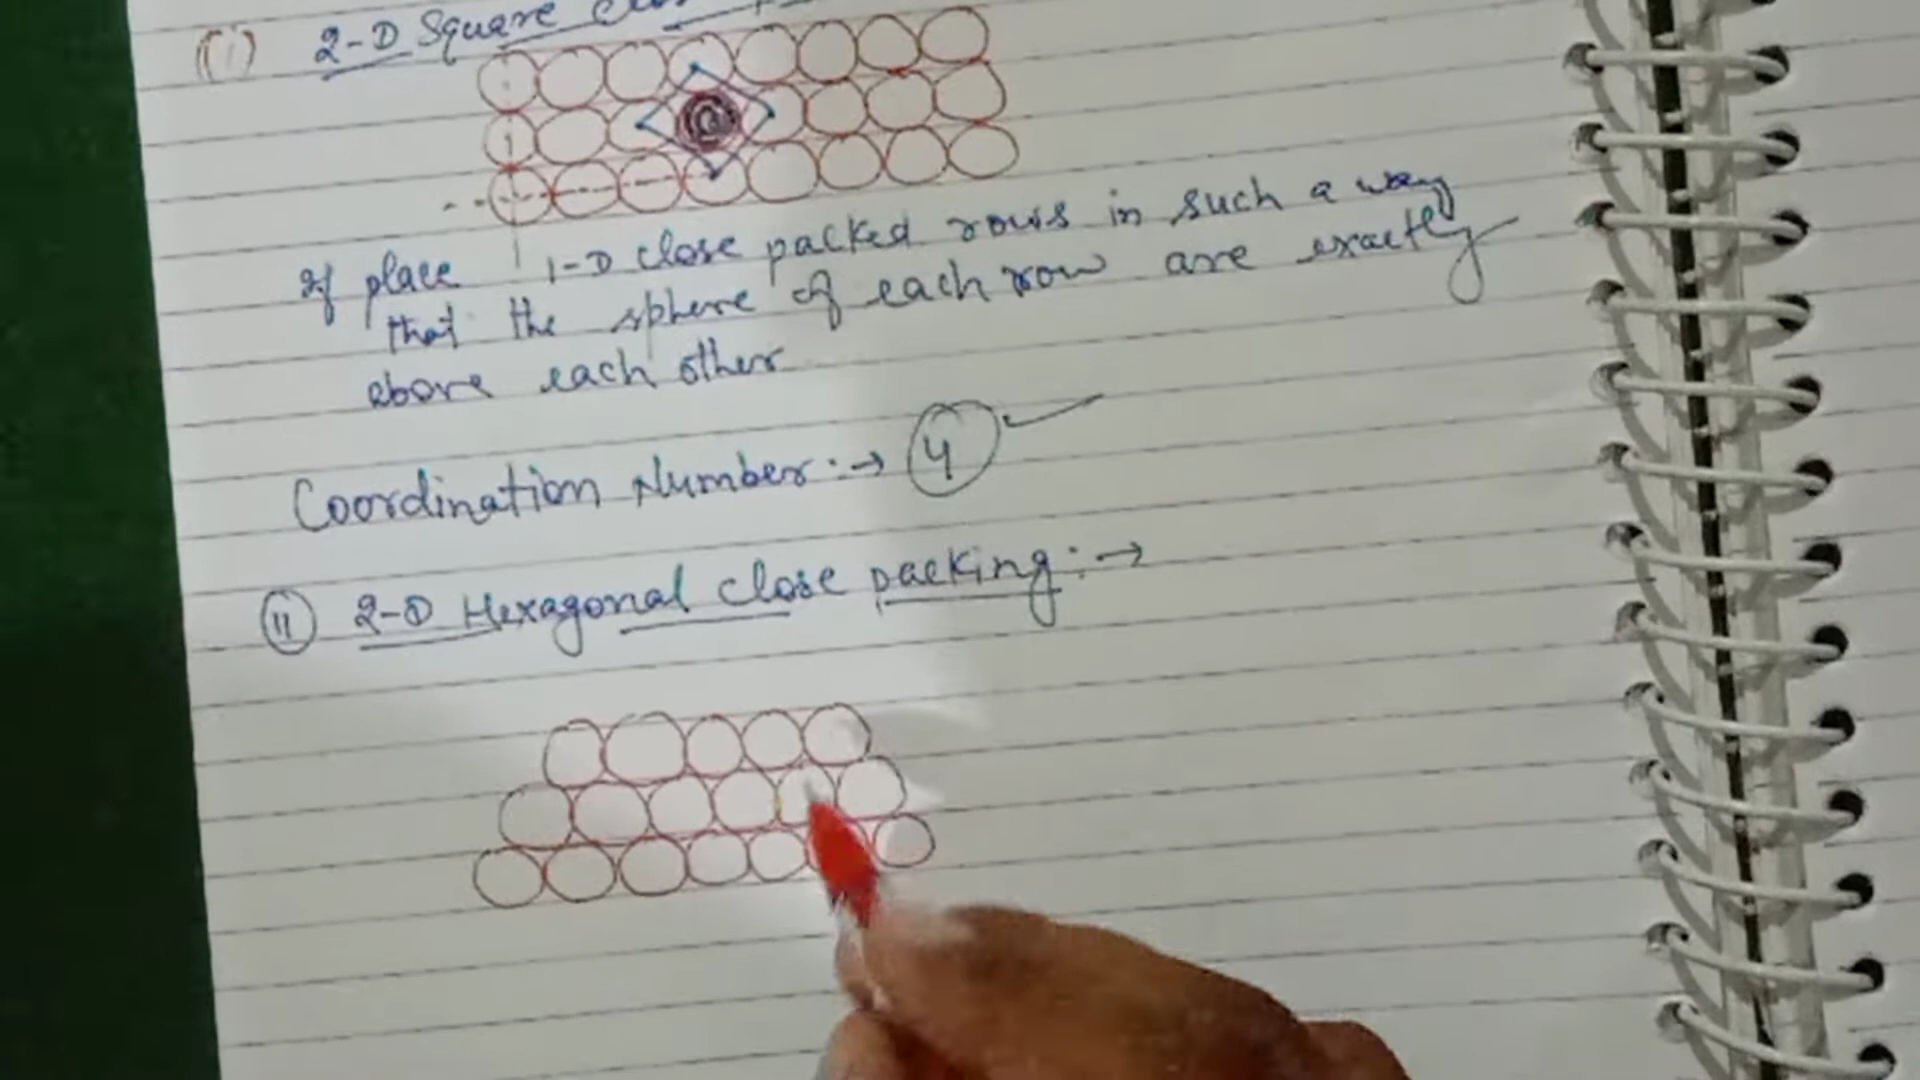 (i) 2-D Square
If place 1-D close packed rows in such a way
that the sphere of each row are exactly
above each other
Coordination Number :→ 4
(ii) 2-D Hexagonal close packing :→